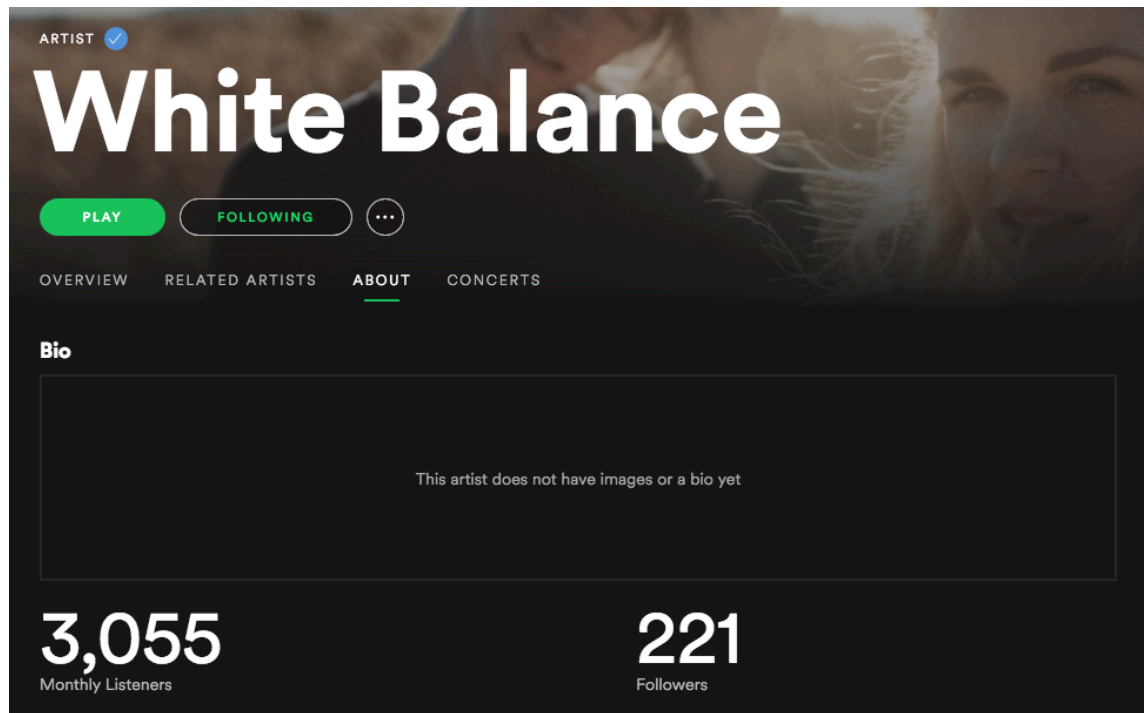 ARTIST
White Balance
PLAY FOLLOWING ...
OVERVIEW RELATED ARTISTS ABOUT CONCERTS
Bio
This artist does not have images or a bio yet
3,055 221
Monthly Listeners Followers